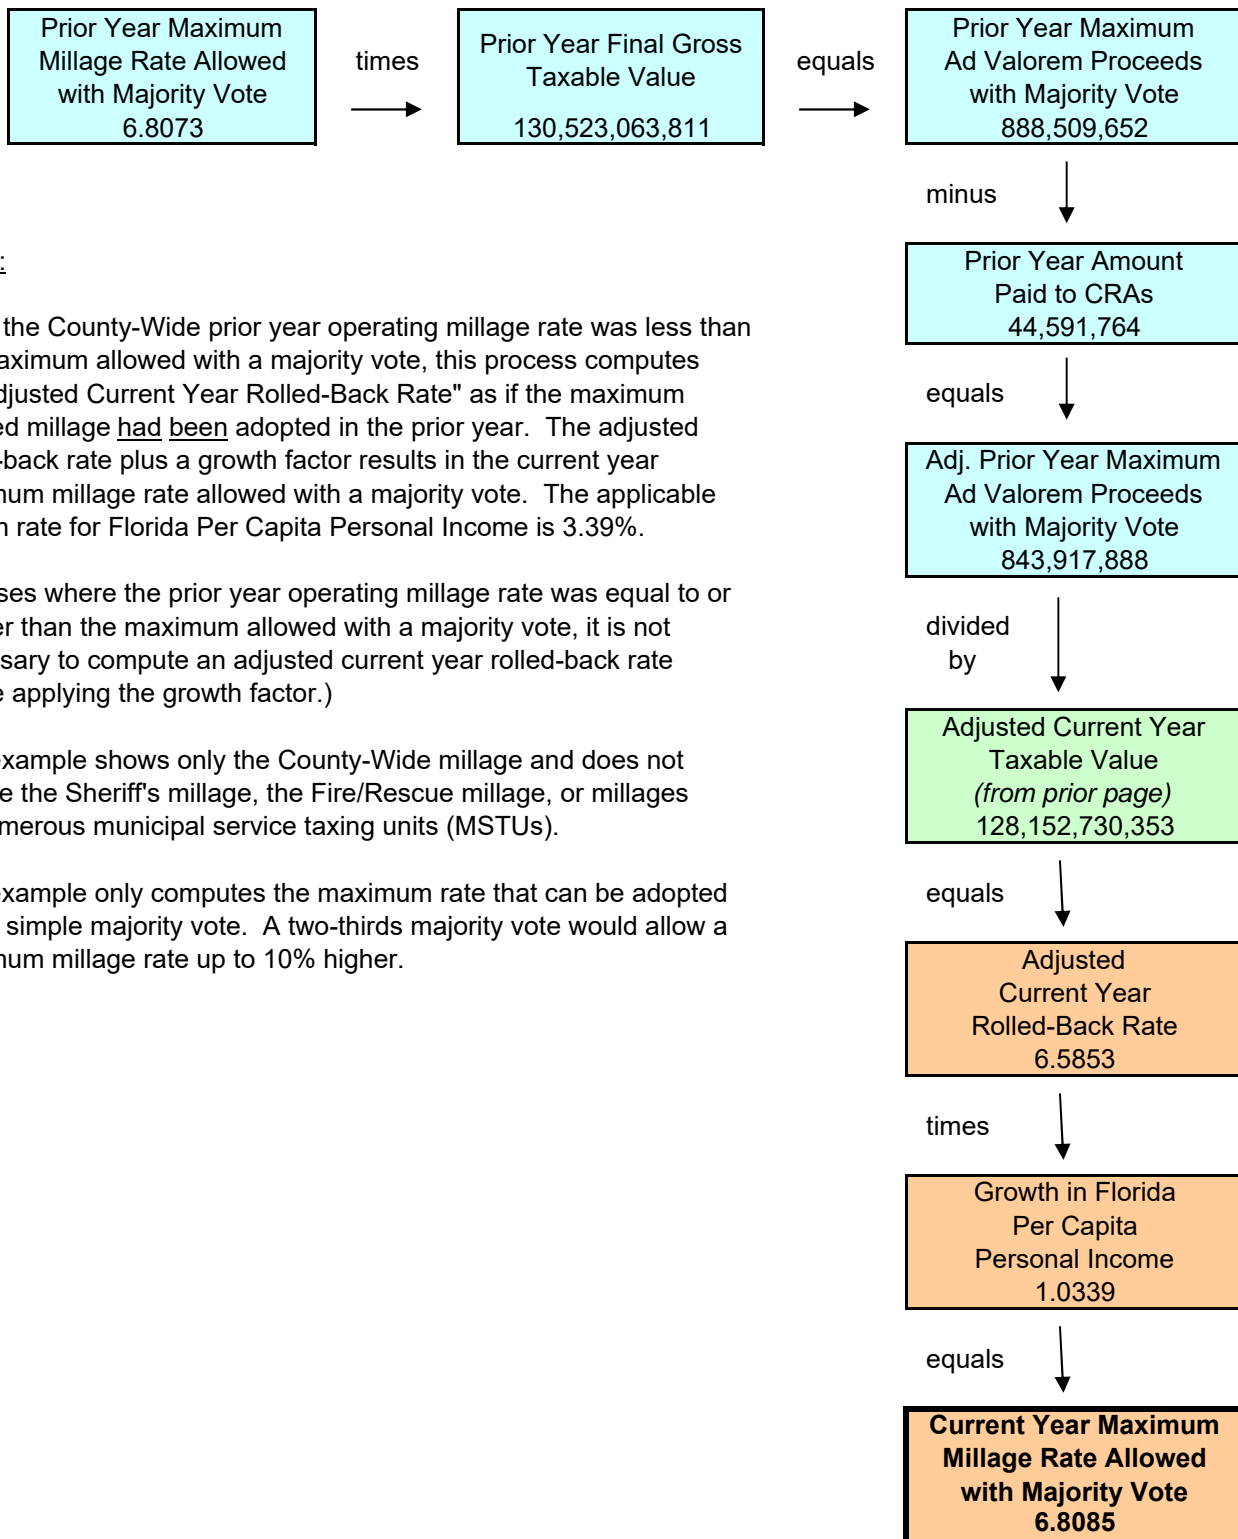 Prior Year Maximum
Millage Rate Allowed
with Majority Vote
6.8073
times
Prior Year Final Gross
Taxable Value
130,523,063,811
equals
Prior Year Maximum
Ad Valorem Proceeds
with Majority Vote
888,509,652
minus
Prior Year Amount
Paid to CRAs
44,591,764
equals
Adj. Prior Year Maximum
Ad Valorem Proceeds
with Majority Vote
843,917,888
divided
by
Adjusted Current Year
Taxable Value
(from prior page)
128,152,730,353
equals
Adjusted
Current Year
Rolled-Back Rate
6.5853
times
Growth in Florida
Per Capita
Personal Income
1.0339
equals
Current Year Maximum
Millage Rate Allowed
with Majority Vote
6.8085
:
the County-Wide prior year operating millage rate was less than
aximum allowed with a majority vote, this process computes
djusted Current Year Rolled-Back Rate" as if the maximum
ed millage had been adopted in the prior year. The adjusted
-back rate plus a growth factor results in the current year
num millage rate allowed with a majority vote. The applicable
n rate for Florida Per Capita Personal Income is 3.39%.
ses where the prior year operating millage rate was equal to or
er than the maximum allowed with a majority vote, it is not
sary to compute an adjusted current year rolled-back rate
e applying the growth factor.)
example shows only the County-Wide millage and does not
e the Sheriff's millage, the Fire/Rescue millage, or millages
umerous municipal service taxing units (MSTUs).
example only computes the maximum rate that can be adopted
simple majority vote. A two-thirds majority vote would allow a
num millage rate up to 10% higher.